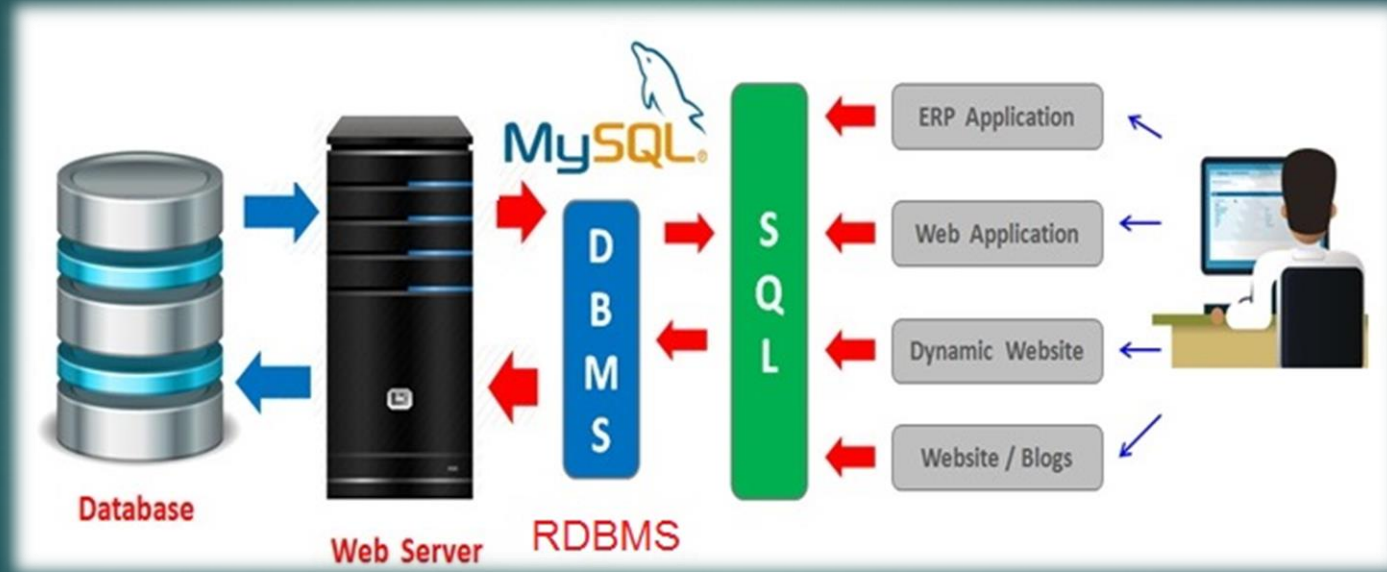 Database
Web Server
MySQL®
D
B
M
S
RDBMS
S
Q
L
ERP Application
Web Application
Dynamic Website
Website / Blogs